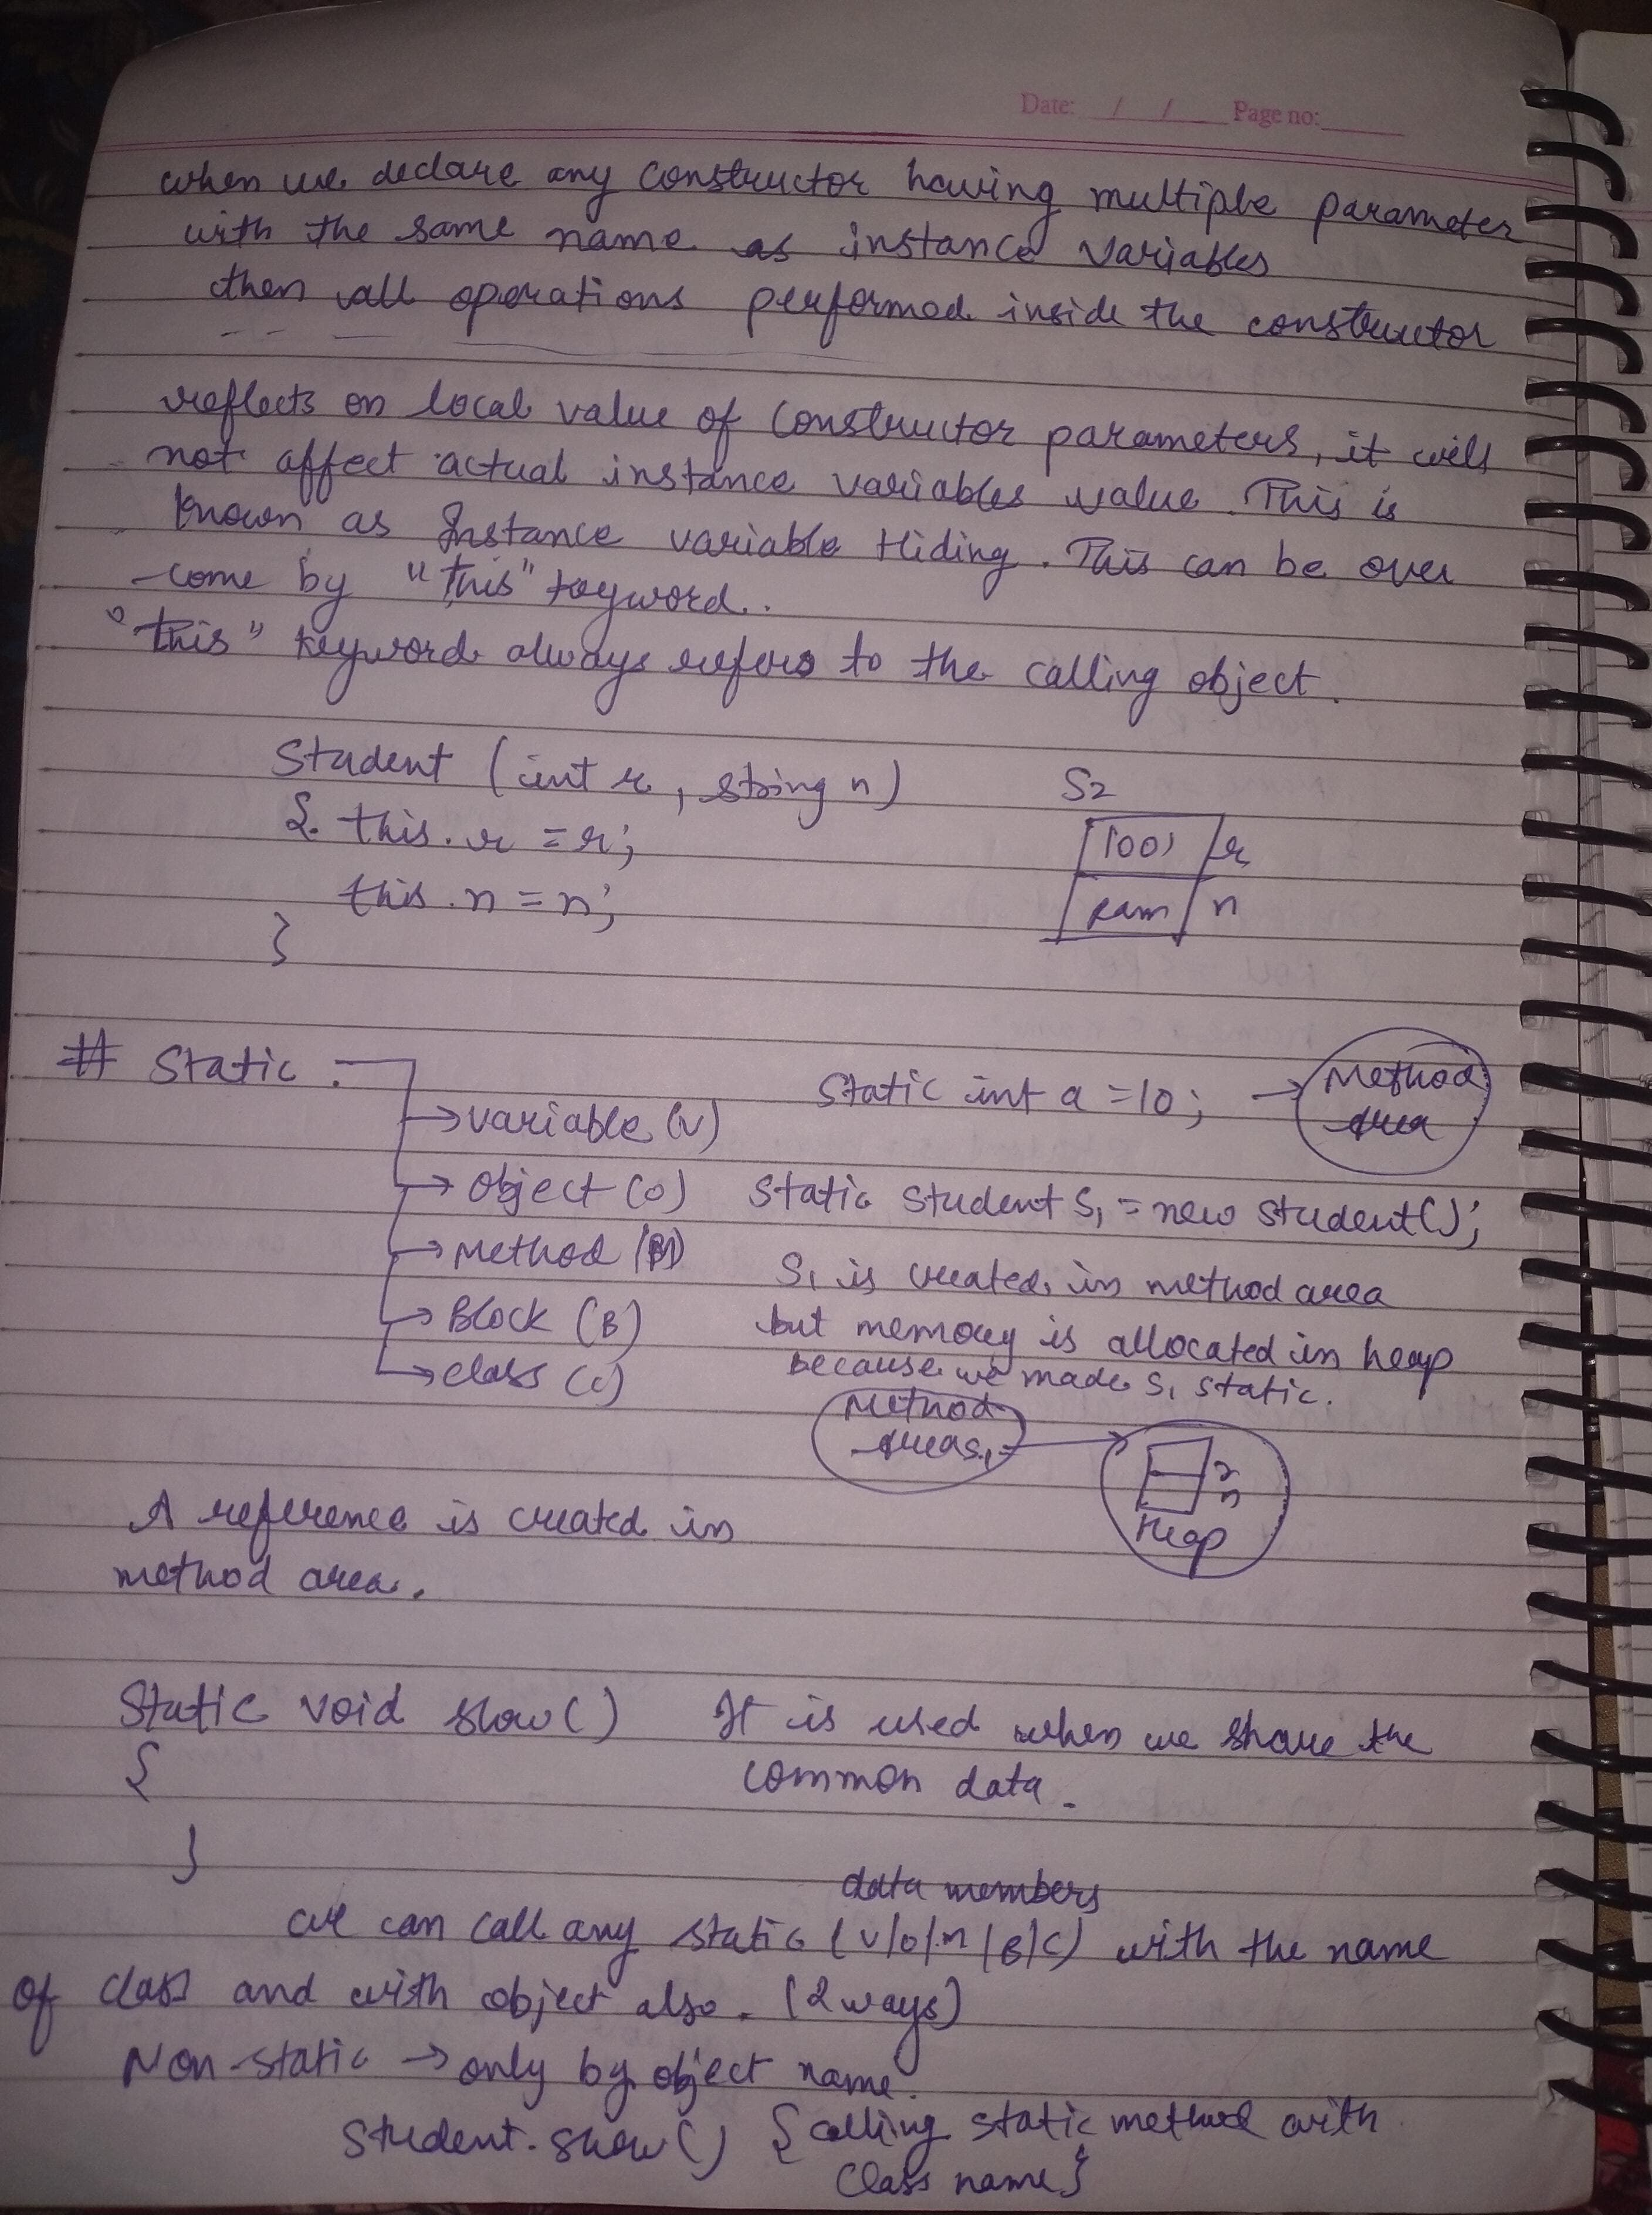 Date: / / Page no:
when we declare any constructor having multiple parameter
with the same name as instance variables
then all operations performed inside the constructor
reflects on local value of constructor parameters, it will
not affect actual instance variables value. This is
known as Instance variable Hiding. This can be over
-come by "this" keyword.
"this" keyword always refers to the calling object.
Student (int r, string n)
{ this.r = r;
this.n = n;
}
S2
1001 r
ram n
# Static :
→ variable (V)
Static int a = 10; → Method area
→ Object (O)
Static Student S1 = new Student();
→ Method (M)
→ Block (B)
→ class (C)
S1 is created in method area
but memory is allocated in heap
because we made S1 static.
Method area S1
r
n
Heap
A reference is created in
method area.
Static void show()
{
}
It is used when we share the
common data.
data members
we can call any static (V/O/M/B/C) with the name
of class and with object also. (2 ways)
Non-static → only by object name.
Student.show() {calling static method with
Class name}